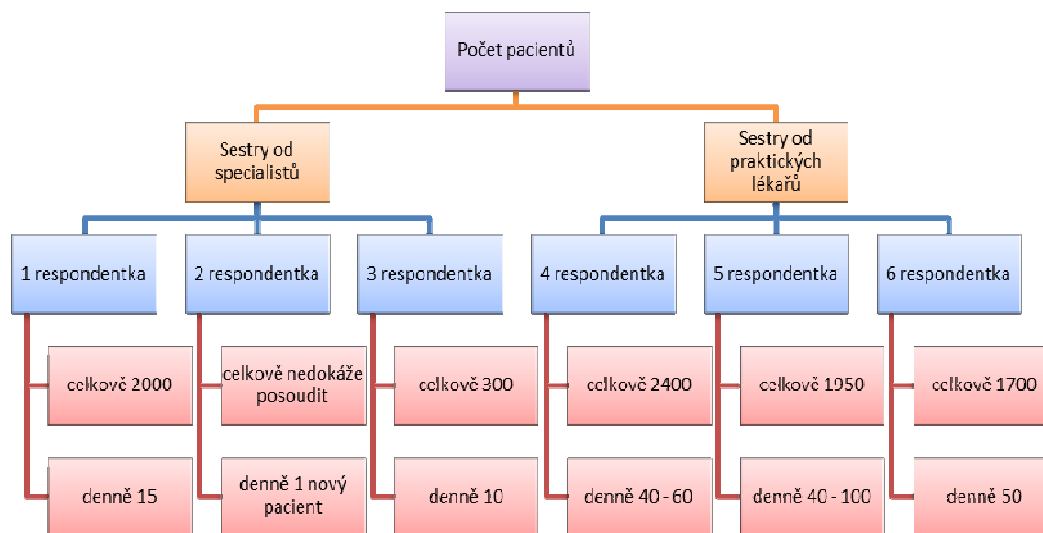 Počet pacientů
Sestry od
specialistů
Sestry od
praktických
lékařů
1 respondentka
2 respondentka
3 respondentka
4 respondentka
5 respondentka
6 respondentka
celkově 2000
celkově nedokáže
posoudit
celkově 300
celkově 2400
celkově 1950
celkově 1700
denně 15
denně 1 nový
pacient
denně 10
denně 40 - 60
denně 40 - 100
denně 50